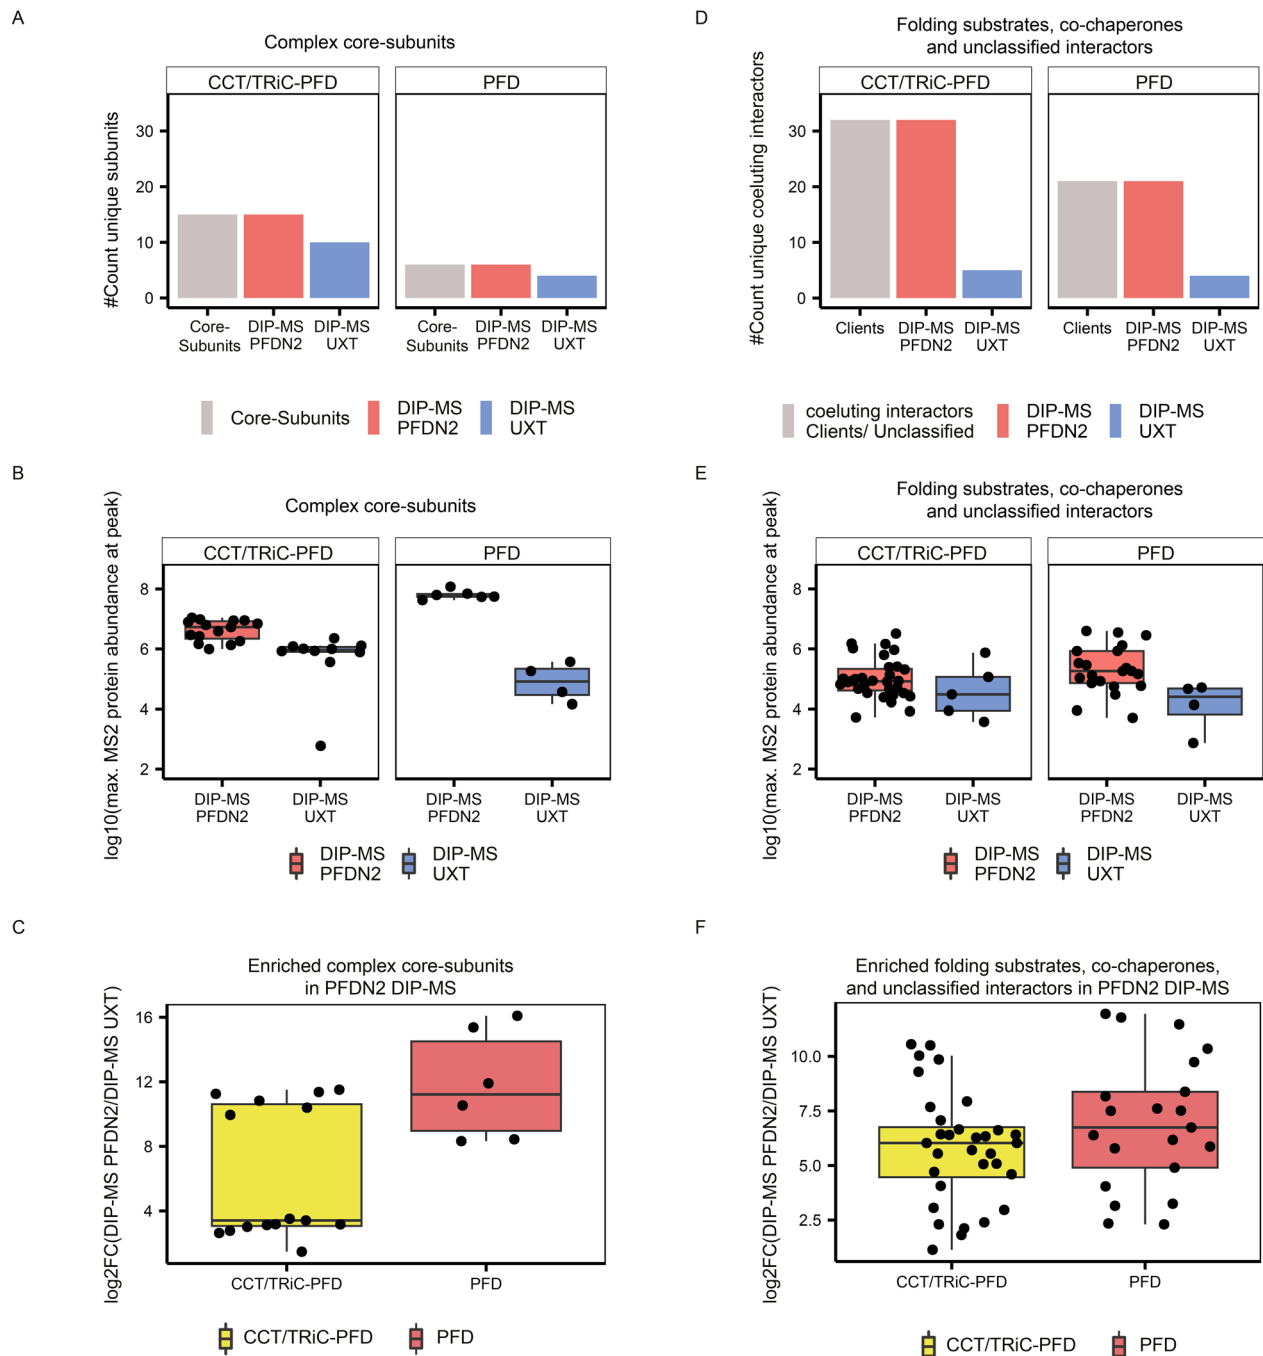 A
Complex core-subunits
CCT/TRiC-PFD
PFD
#Count unique subunits
30
20
10
0
Core-
Subunits
DIP-MS
PFDN2
DIP-MS
UXT
Core-
Subunits
DIP-MS
PFDN2
DIP-MS
UXT
Core-Subunits
DIP-MS
PFDN2
DIP-MS
UXT
D
Folding substrates, co-chaperones
and unclassified interactors
CCT/TRiC-PFD
PFD
#Count unique coeluting interactors
30
20
10
0
Clients
DIP-MS
PFDN2
DIP-MS
UXT
Clients
DIP-MS
PFDN2
DIP-MS
UXT
coeluting interactors
Clients/ Unclassified
DIP-MS
PFDN2
DIP-MS
UXT
B
Complex core-subunits
CCT/TRiC-PFD
PFD
log10(max. MS2 protein abundance at peak)
8
6
4
2
DIP-MS
PFDN2
DIP-MS
UXT
DIP-MS
PFDN2
DIP-MS
UXT
DIP-MS
PFDN2
DIP-MS
UXT
E
Folding substrates, co-chaperones
and unclassified interactors
CCT/TRiC-PFD
PFD
log10(max. MS2 protein abundance at peak)
8
6
4
2
DIP-MS
PFDN2
DIP-MS
UXT
DIP-MS
PFDN2
DIP-MS
UXT
DIP-MS
PFDN2
DIP-MS
UXT
C
Enriched complex core-subunits
in PFDN2 DIP-MS
log2FC(DIP-MS PFDN2/DIP-MS UXT)
16
12
8
4
CCT/TRiC-PFD
PFD
CCT/TRiC-PFD
PFD
F
Enriched folding substrates, co-chaperones,
and unclassified interactors in PFDN2 DIP-MS
log2FC(DIP-MS PFDN2/DIP-MS UXT)
10.0
7.5
5.0
2.5
CCT/TRiC-PFD
PFD
CCT/TRiC-PFD
PFD